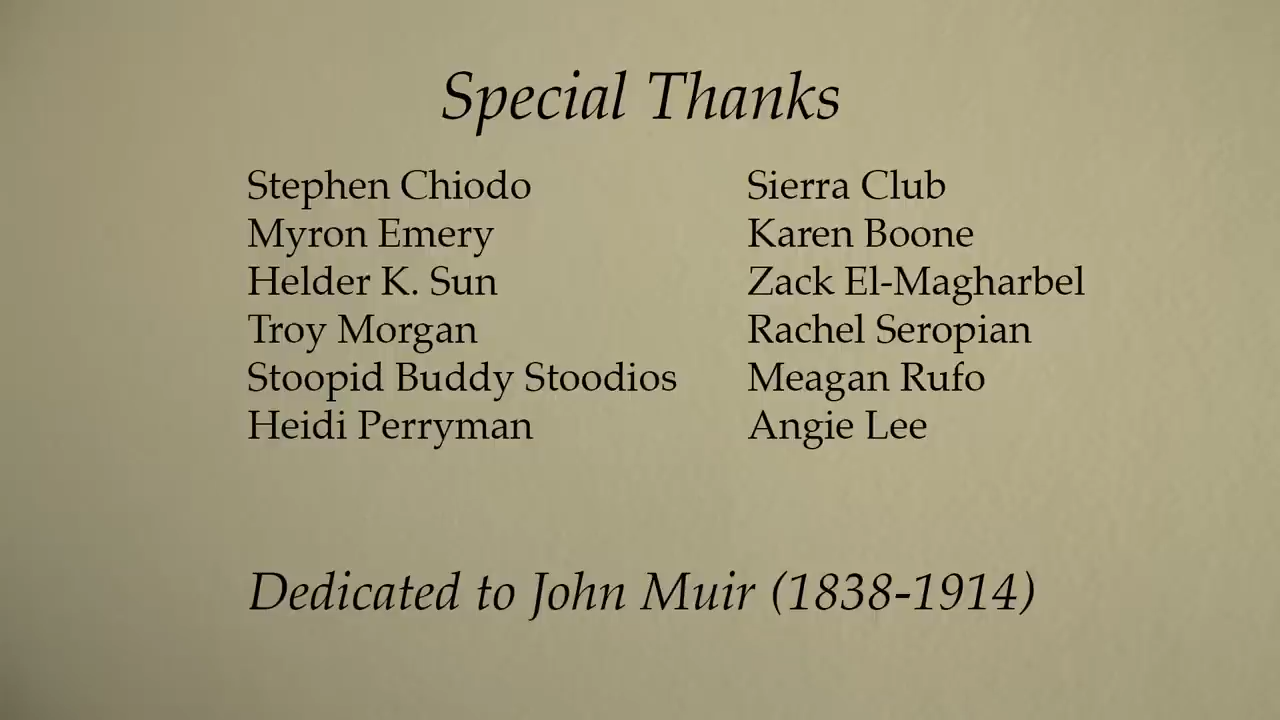 Special Thanks
Stephen Chiodo
Myron Emery
Helder K. Sun
Troy Morgan
Stoopid Buddy Stoodios
Heidi Perryman
Sierra Club
Karen Boone
Zack El-Magharbel
Rachel Seropian
Meagan Rufo
Angie Lee
Dedicated to John Muir (1838-1914)